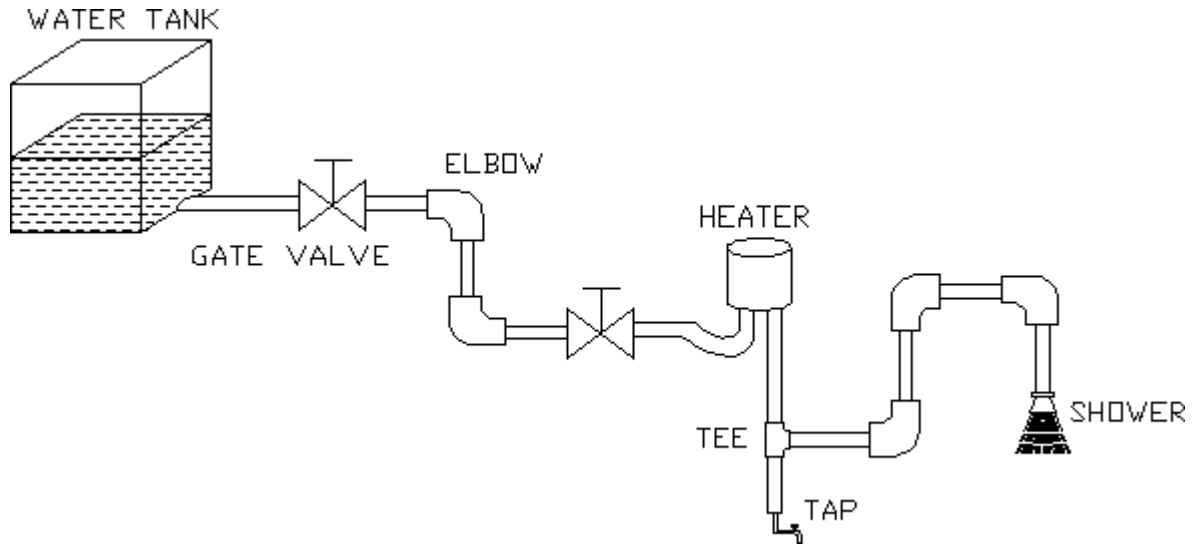 WATER TANK
ELBOW
GATE VALVE
HEATER
SHOWER
TEE
TAP